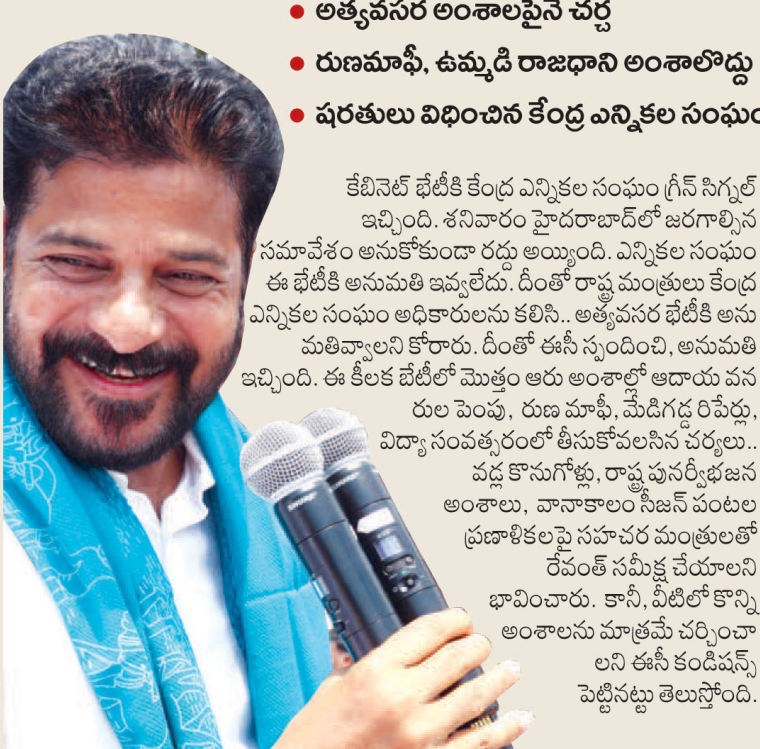 అత్యవసర అంశాలపైనే చర్చ
రుణమాఫీ, ఉమ్మడి రాజధాని అంశాలొద్దు
షరతులు విధించిన కేంద్ర ఎన్నికల సంఘం
కేబినెట్ భేటీకి కేంద్ర ఎన్నికల సంఘం గ్రీన్ సిగ్నల్
ఇచ్చింది. శనివారం హైదరాబాద్‌లో జరగాల్సిన
సమావేశం అనుకోకుండా రద్దు అయ్యింది. ఎన్నికల సంఘం
ఈ భేటీకి అనుమతి ఇవ్వలేదు. దీంతో రాష్ట్ర మంత్రులు కేంద్ర
ఎన్నికల సంఘం అధికారులను కలిసి.. అత్యవసర భేటీకి అను
మతివ్వాలని కోరారు. దీంతో ఈసీ స్పందించి, అనుమతి
ఇచ్చింది. ఈ కీలక బేటీలో మొత్తం ఆరు అంశాల్లో ఆదాయ వన
రుల పెంపు, రుణ మాఫీ, మేడిగడ్డ రిపేర్లు,
విద్యా సంవత్సరంలో తీసుకోవలసిన చర్యలు..
వడ్ల కొనుగోళ్లు, రాష్ట్ర పునర్వీభజన
అంశాలు, వానాకాలం సీజన్ పంటల
ప్రణాళికలపై సహచర మంత్రులతో
రేవంత్ సమీక్ష చేయాలని
భావించారు. కానీ, వీటిలో కొన్ని
అంశాలను మాత్రమే చర్చించా
లని ఈసీ కండిషన్స్
పెట్టినట్టు తెలుస్తోంది.